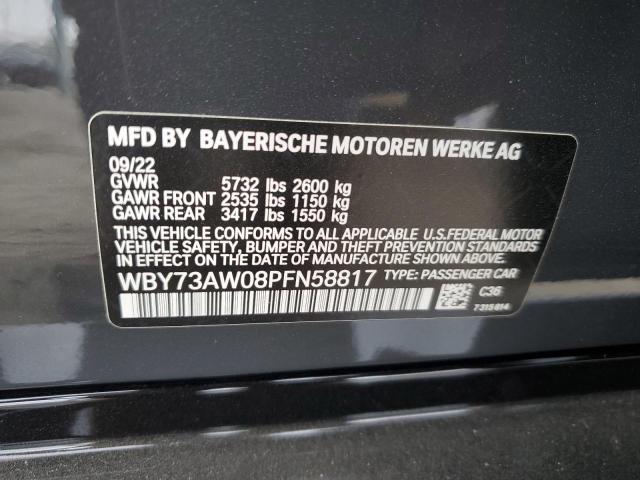 MFD BY BAYERISCHE MOTOREN WERKE AG
09/22
GVWR 5732 lbs 2600 kg
GAWR FRONT 2535 lbs 1150 kg
GAWR REAR 3417 lbs 1550 kg
THIS VEHICLE CONFORMS TO ALL APPLICABLE U.S.FEDERAL MOTOR
VEHICLE SAFETY, BUMPER AND THEFT PREVENTION STANDARDS
IN EFFECT ON THE DATE OF MANUFACTURE SHOWN ABOVE.
WBY73AW08PFN58817 TYPE: PASSENGER CAR
C36
7315814